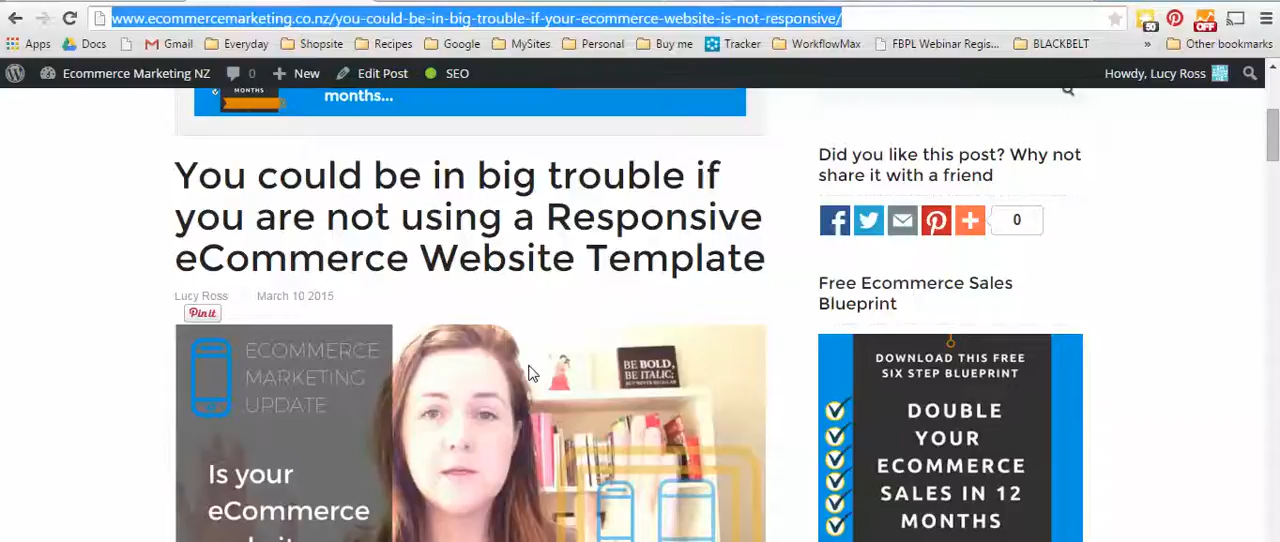 www.ecommercemarketing.co.nz/you-could-be-in-big-trouble-if-your-ecommerce-website-is-not-responsive/
50
OFF
Apps Docs Gmail Everyday Shopsite Recipes Google MySites Personal Buy me Tracker WorkflowMax FBPL Webinar Regis... BLACKBELT » Other bookmarks
Ecommerce Marketing NZ 0 New Edit Post SEO Howdy, Lucy Ross
MONTHS
months...
You could be in big trouble if
you are not using a Responsive
eCommerce Website Template
Lucy Ross March 10 2015
Pin it
ECOMMERCE
MARKETING
UPDATE
Is your
eCommerce
BE BOLD,
BE ITALIC,
Did you like this post? Why not
share it with a friend
0
Free Ecommerce Sales
Blueprint
DOWNLOAD THIS FREE
SIX STEP BLUEPRINT
DOUBLE
YOUR
ECOMMERCE
SALES IN 12
MONTHS